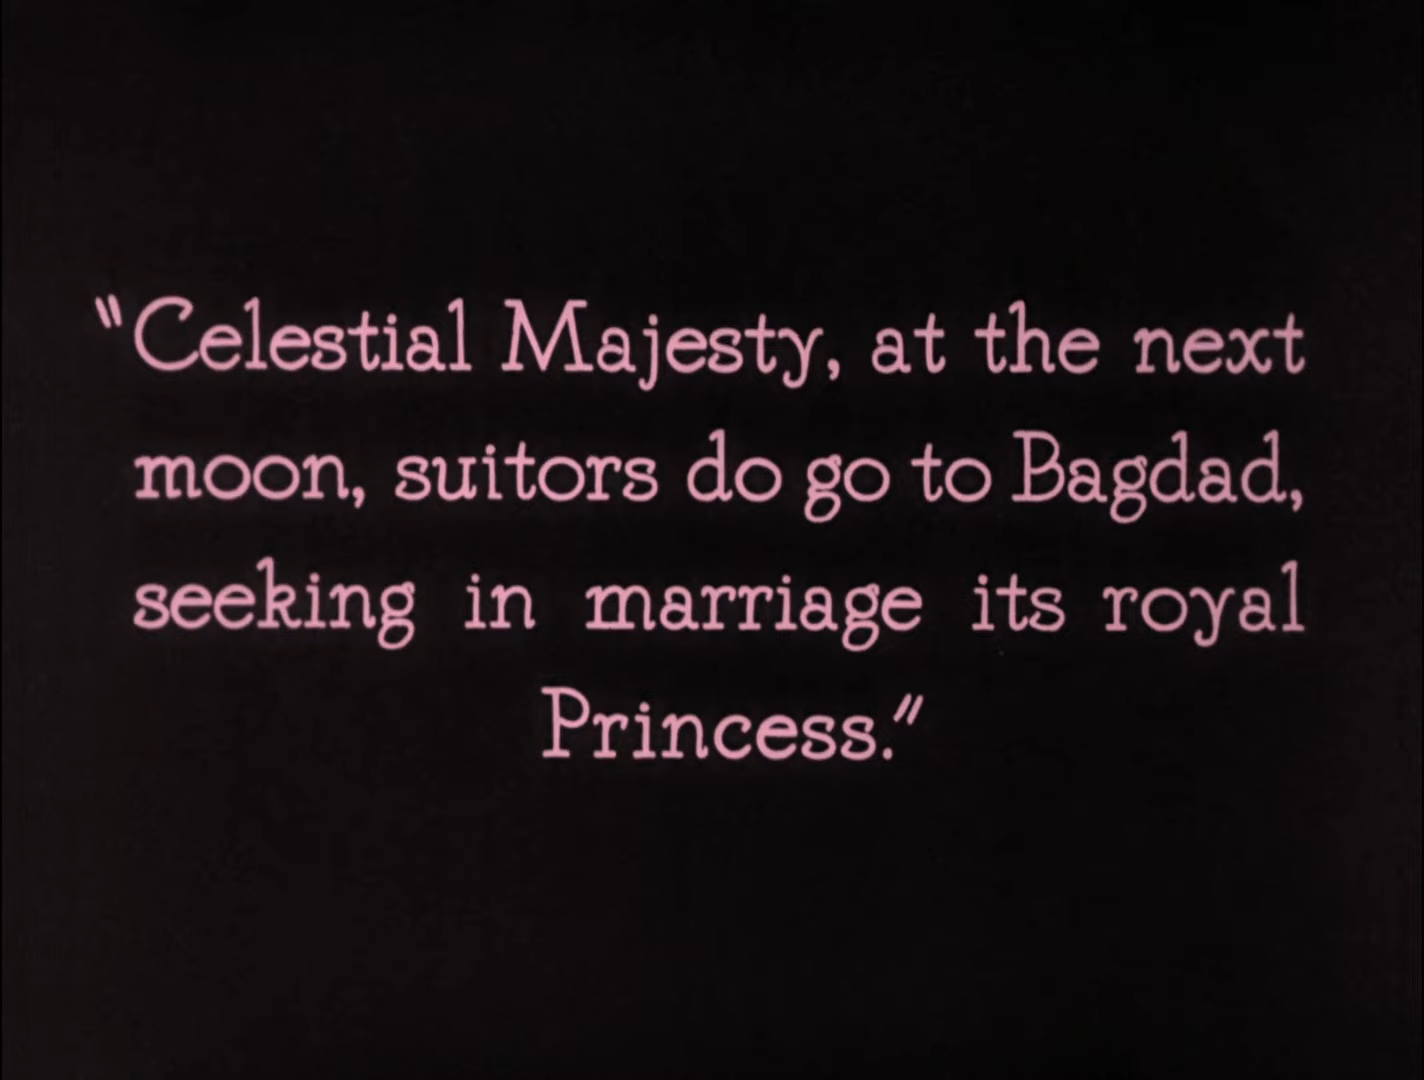 "Celestial Majesty, at the next
moon, suitors do go to Bagdad,
seeking in marriage its royal
Princess."